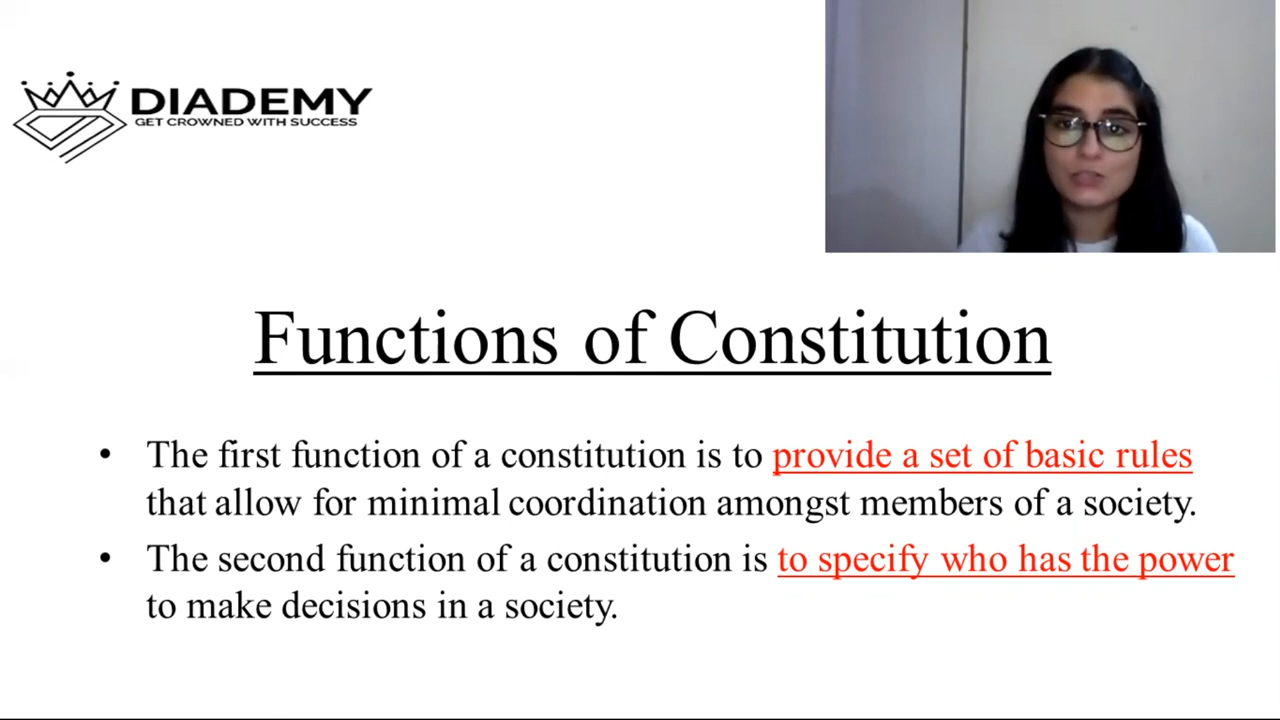 DIADEMY
GET CROWNED WITH SUCCESS
Functions of Constitution
• The first function of a constitution is to provide a set of basic rules
that allow for minimal coordination amongst members of a society.
• The second function of a constitution is to specify who has the power
to make decisions in a society.